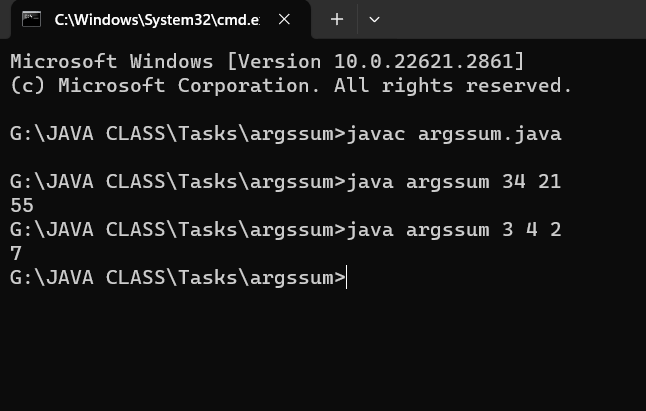 C:\Windows\System32\cmd.e
Microsoft Windows [Version 10.0.22621.2861]
(c) Microsoft Corporation. All rights reserved.
G:\JAVA CLASS\Tasks\argssum>javac argssum.java
G:\JAVA CLASS\Tasks\argssum>java argssum 34 21
55
G:\JAVA CLASS\Tasks\argssum>java argssum 3 4 2
7
G:\JAVA CLASS\Tasks\argssum>